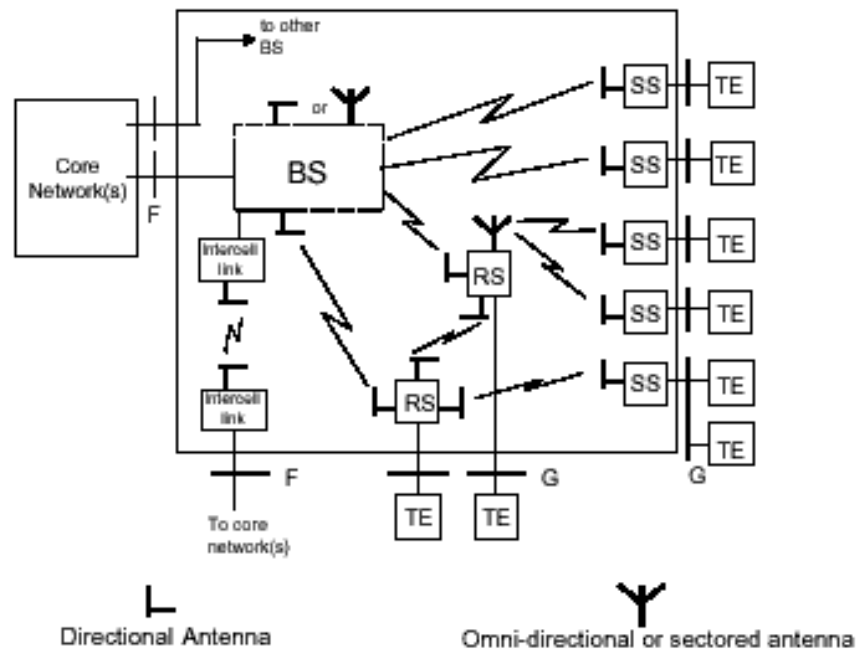 to other
BS
or
Core
Network(s)
F
BS
SS
TE
SS
TE
Intercell
link
RS
SS
TE
SS
TE
Intercell
link
RS
SS
TE
TE
F
G
G
To core
network(s)
TE
TE
Directional Antenna
Omni-directional or sectored antenna